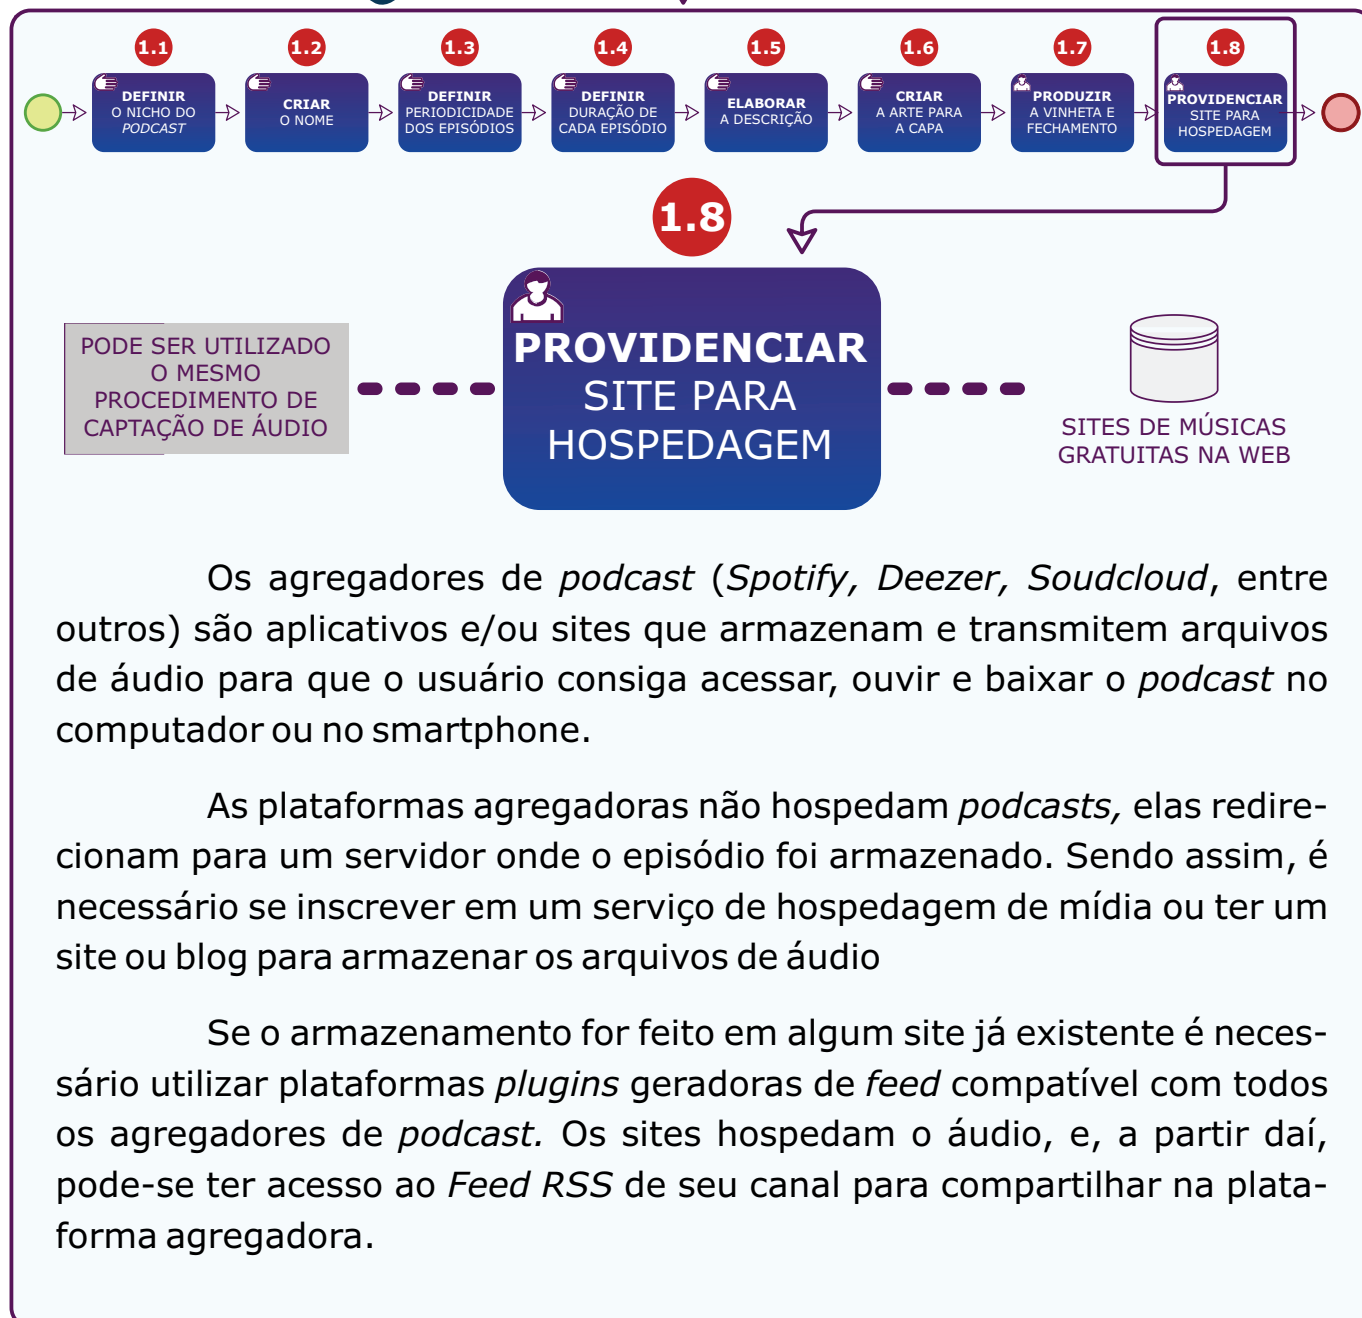 1.1
1.2
1.3
1.4
1.5
1.6
1.7
1.8
DEFINIR
O NICHO DO
PODCAST
CRIAR
O NOME
DEFINIR
PERIODICIDADE
DOS EPISÓDIOS
DEFINIR
DURAÇÃO DE
CADA EPISÓDIO
ELABORAR
A DESCRIÇÃO
CRIAR
A ARTE PARA
A CAPA
PRODUZIR
A VINHETA E
FECHAMENTO
PROVIDENCIAR
SITE PARA
HOSPEDAGEM
1.8
PODE SER UTILIZADO
O MESMO
PROCEDIMENTO DE
CAPTAÇÃO DE ÁUDIO
PROVIDENCIAR
SITE PARA
HOSPEDAGEM
SITES DE MÚSICAS
GRATUITAS NA WEB
Os agregadores de podcast (Spotify, Deezer, Soudcloud, entre
outros) são aplicativos e/ou sites que armazenam e transmitem arquivos
de áudio para que o usuário consiga acessar, ouvir e baixar o podcast no
computador ou no smartphone.
As plataformas agregadoras não hospedam podcasts, elas redire-
cionam para um servidor onde o episódio foi armazenado. Sendo assim, é
necessário se inscrever em um serviço de hospedagem de mídia ou ter um
site ou blog para armazenar os arquivos de áudio
Se o armazenamento for feito em algum site já existente é neces-
sário utilizar plataformas plugins geradoras de feed compatível com todos
os agregadores de podcast. Os sites hospedam o áudio, e, a partir daí,
pode-se ter acesso ao Feed RSS de seu canal para compartilhar na plata-
forma agregadora.